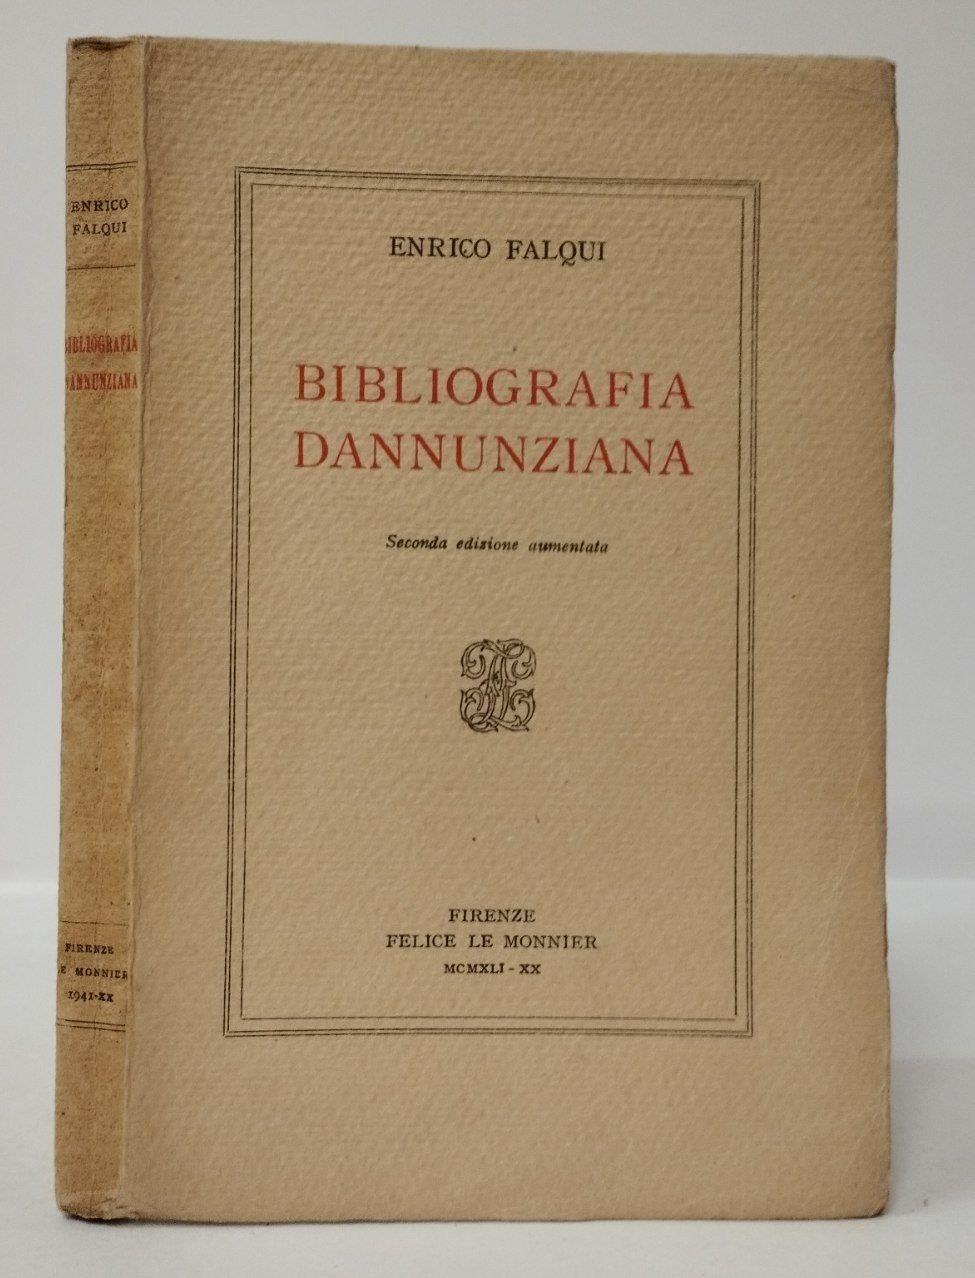 ENRICO
FALQUI
BIBLIOGRAFIA
DANNUNZIANA
FIRENZE
LE MONNIER
1941-XX
ENRICO FALQUI
BIBLIOGRAFIA
DANNUNZIANA
Seconda edizione aumentata
FIRENZE
FELICE LE MONNIER
MCMXLI - XX